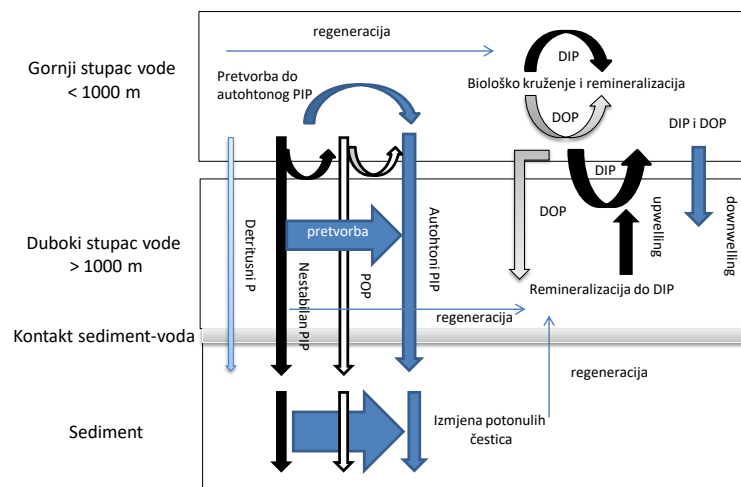 regeneracija
DIP
Gornji stupac vode
< 1000 m
Pretvorba do
autohtonog PIP
Biološko kruženje i remineralizacija
DOP
DIP i DOP
DIP
DOP
upwelling
downwelling
Duboki stupac vode
> 1000 m
Detritusni P
Nestabilan PIP
pretvorba
POP
Autohtoni PIP
Remineralizacija do DIP
regeneracija
Kontakt sediment-voda
regeneracija
Sediment
Izmjena potonulih
čestica